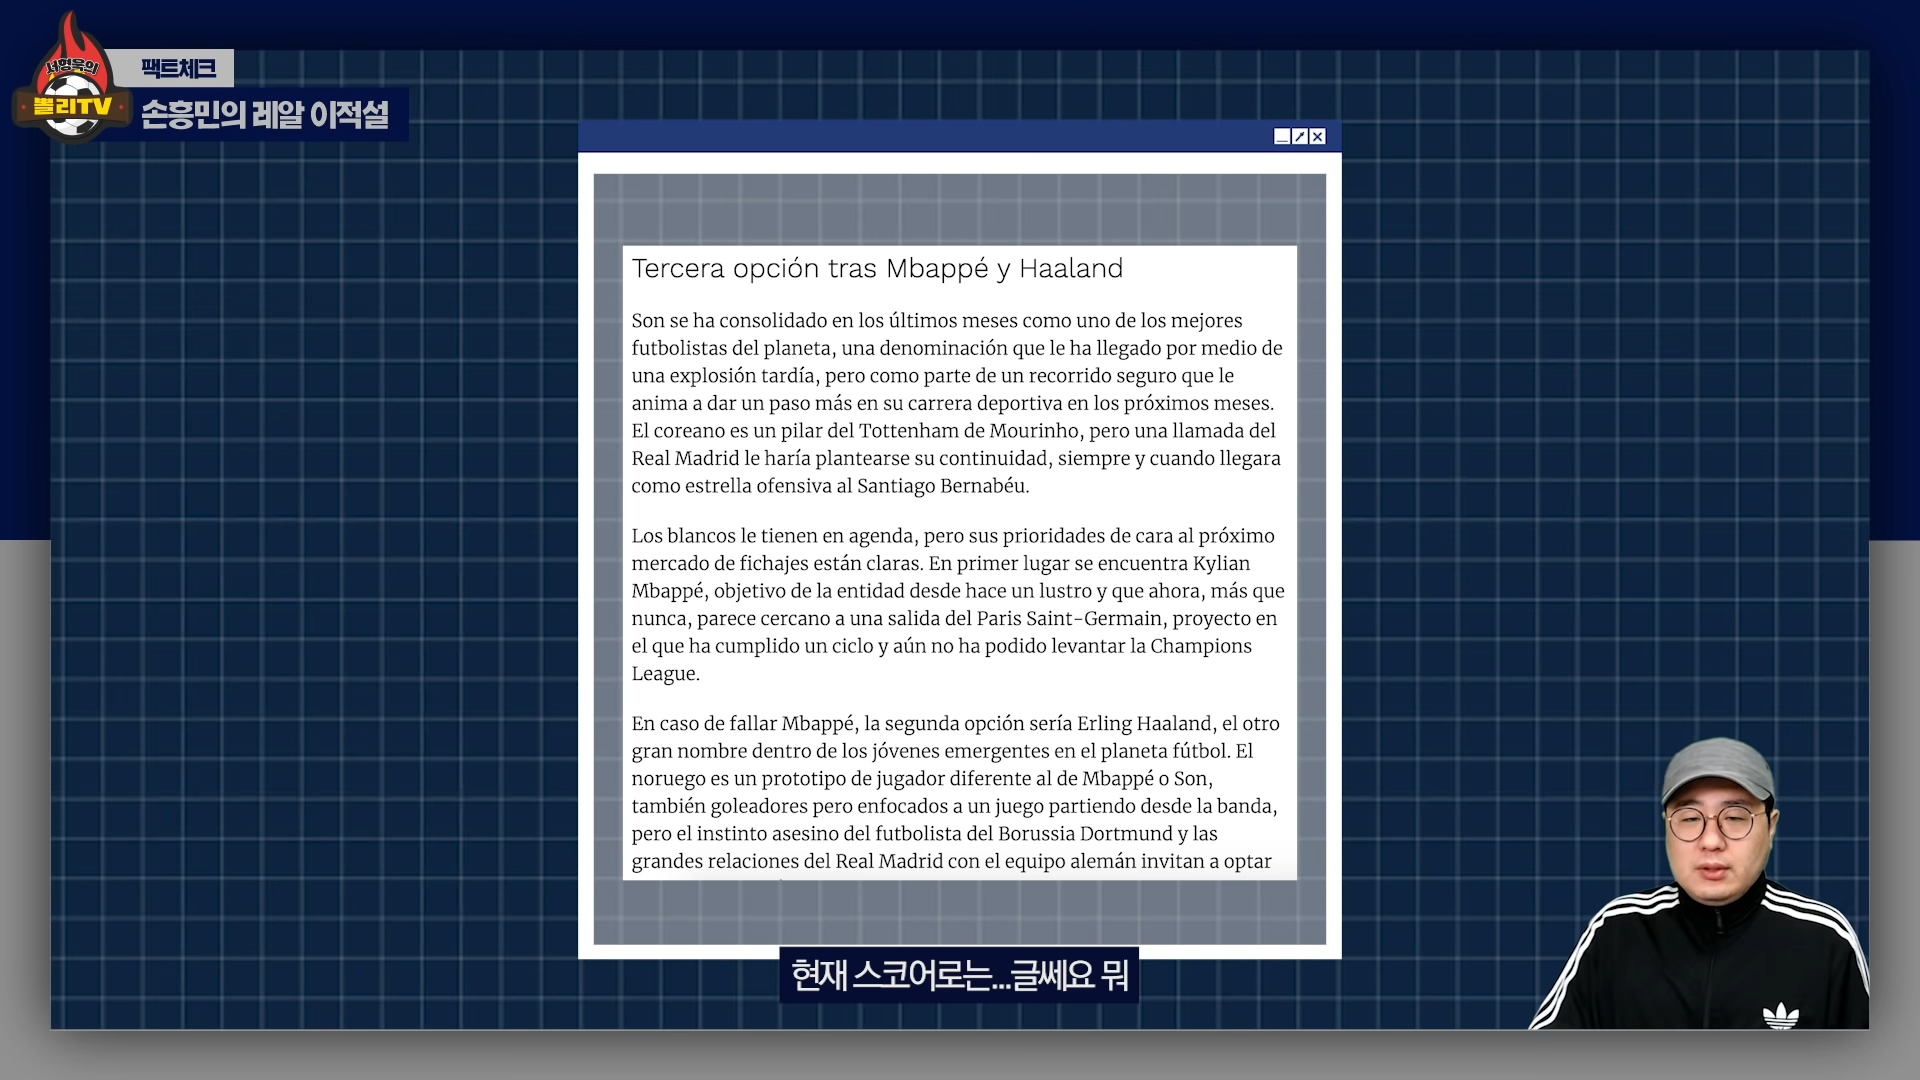 서형욱의
뽈리TV
팩트체크
손흥민의 레알 이적설
Tercera opción tras Mbappé y Haaland
Son se ha consolidado en los últimos meses como uno de los mejores
futbolistas del planeta, una denominación que le ha llegado por medio de
una explosión tardía, pero como parte de un recorrido seguro que le
anima a dar un paso más en su carrera deportiva en los próximos meses.
El coreano es un pilar del Tottenham de Mourinho, pero una llamada del
Real Madrid le haría plantearse su continuidad, siempre y cuando llegara
como estrella ofensiva al Santiago Bernabéu.
Los blancos le tienen en agenda, pero sus prioridades de cara al próximo
mercado de fichajes están claras. En primer lugar se encuentra Kylian
Mbappé, objetivo de la entidad desde hace un lustro y que ahora, más que
nunca, parece cercano a una salida del Paris Saint-Germain, proyecto en
el que ha cumplido un ciclo y aún no ha podido levantar la Champions
League.
En caso de fallar Mbappé, la segunda opción sería Erling Haaland, el otro
gran nombre dentro de los jóvenes emergentes en el planeta fútbol. El
noruego es un prototipo de jugador diferente al de Mbappé o Son,
también goleadores pero enfocados a un juego partiendo desde la banda,
pero el instinto asesino del futbolista del Borussia Dortmund y las
grandes relaciones del Real Madrid con el equipo alemán invitan a optar
현재 스코어로는...글쎄요 뭐